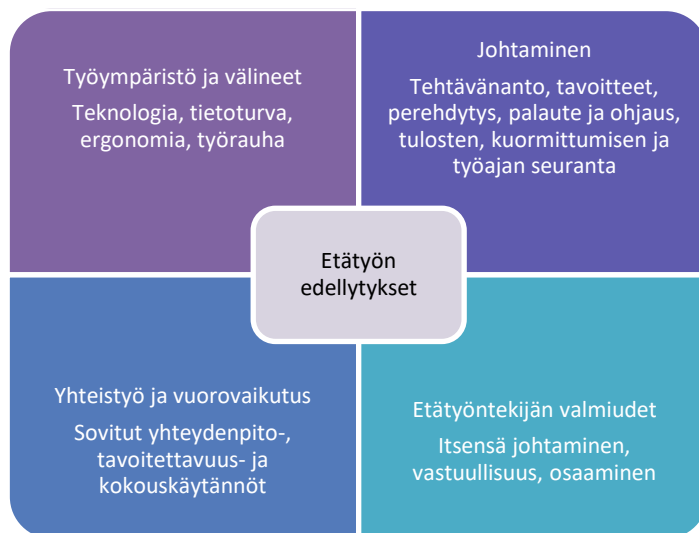 Työympäristö ja välineet
Teknologia, tietoturva,
ergonomia, työrauha
Johtaminen
Tehtävänanto, tavoitteet,
perehdytys, palaute ja ohjaus,
tulosten, kuormittumisen ja
työajan seuranta
Etätyön
edellytykset
Yhteistyö ja vuorovaikutus
Sovitut yhteydenpito-,
tavoitettavuus- ja
kokouskäytännöt
Etätyöntekijän valmiudet
Itsensä johtaminen,
vastuullisuus, osaaminen